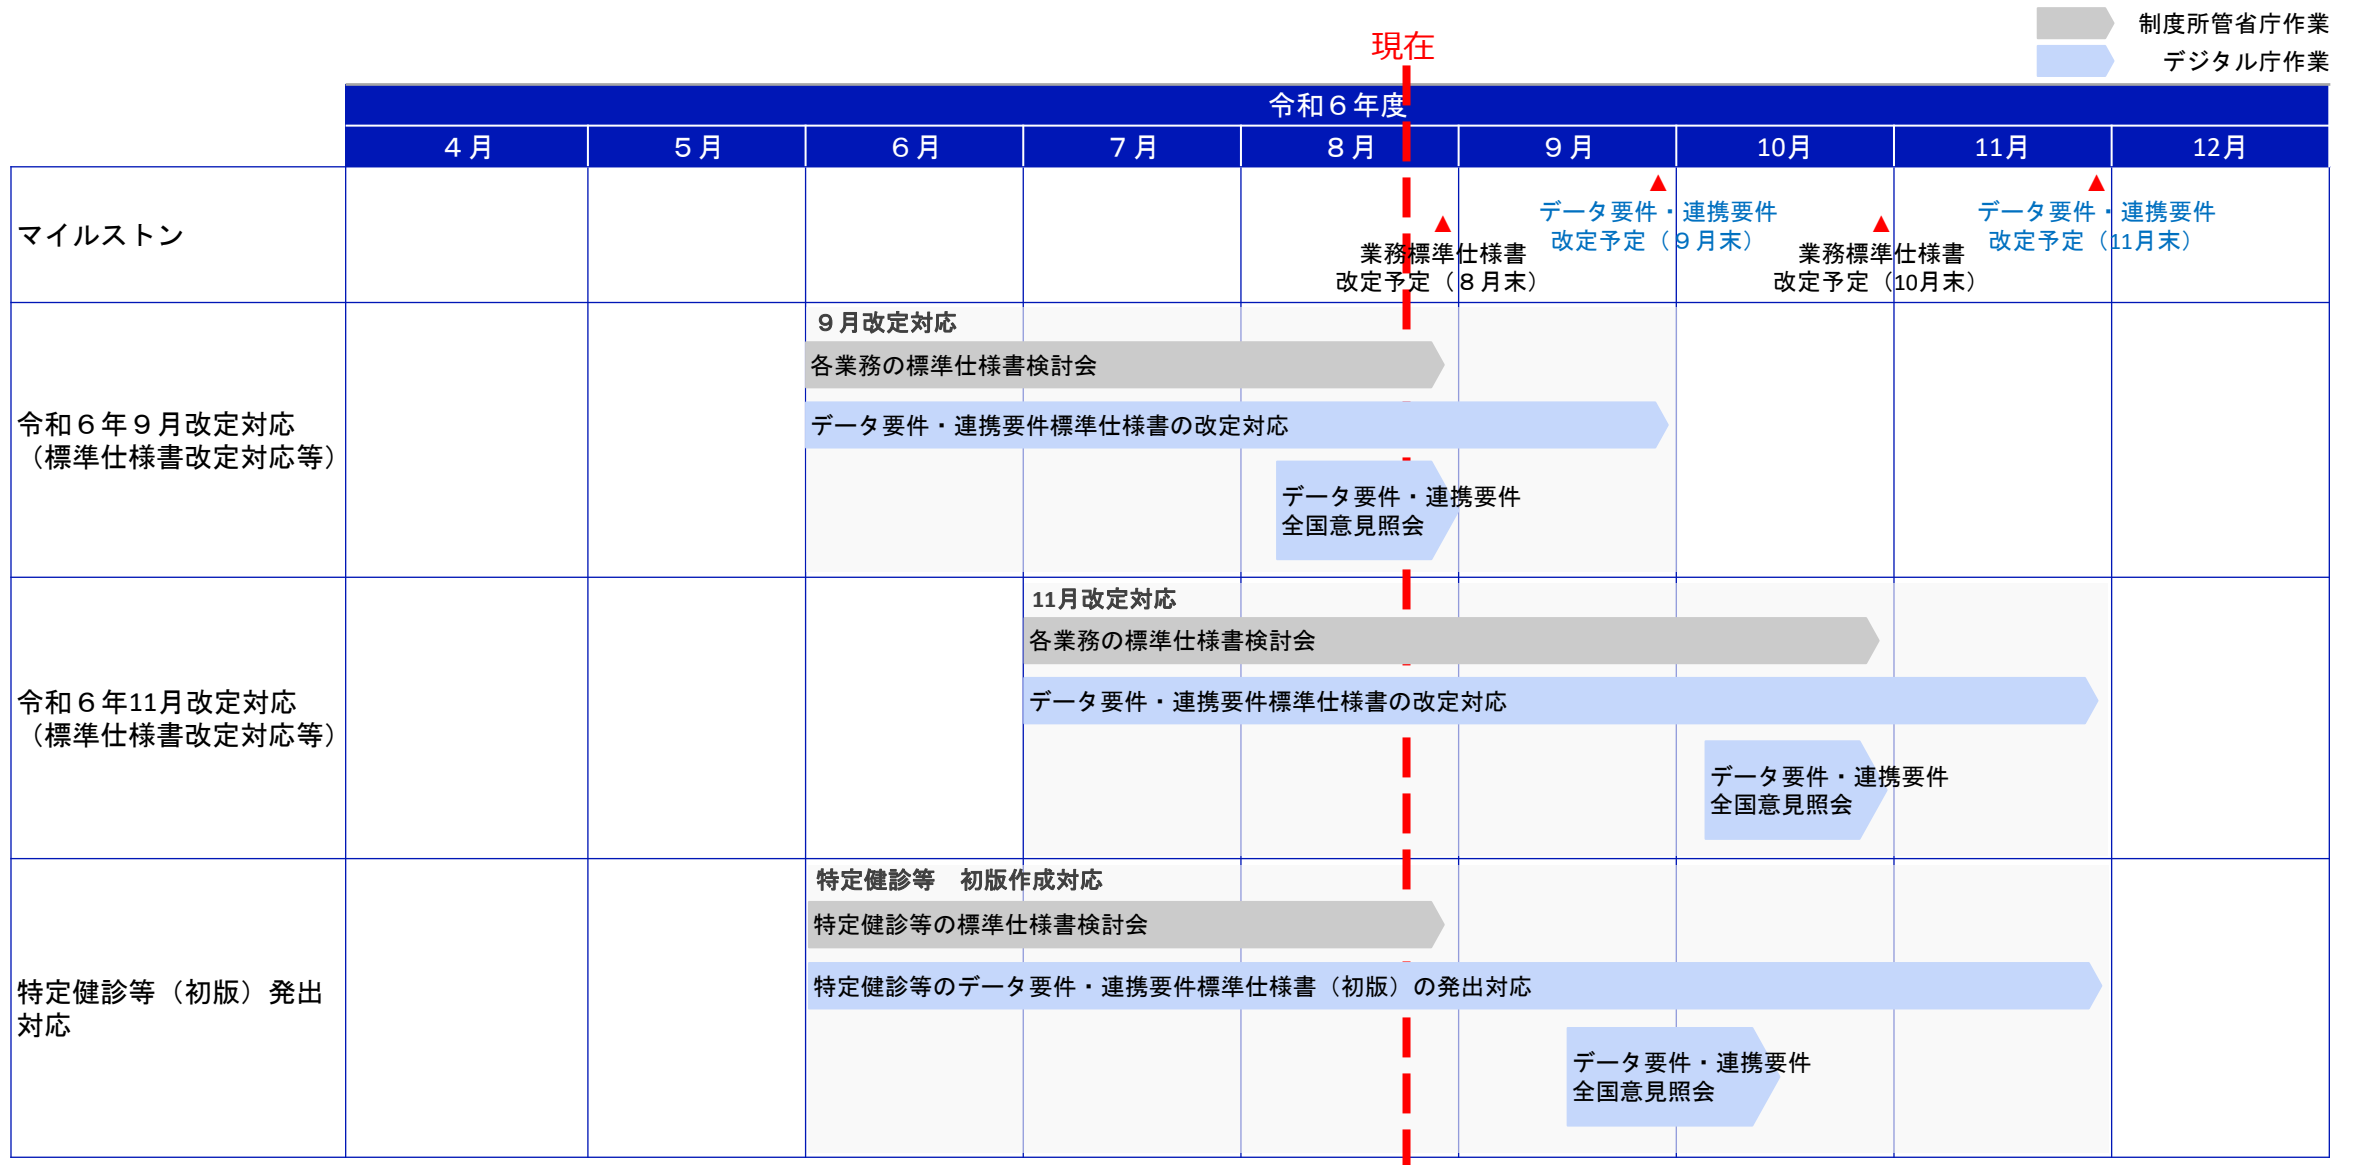 制度所管省庁作業
デジタル庁作業
現在
令和６年度
４月
５月
６月
７月
８月
９月
10月
11月
12月
マイルストン
▲
業務標準仕様書
改定予定（８月末）
▲
データ要件・連携要件
改定予定（９月末）
▲
業務標準仕様書
改定予定（10月末）
▲
データ要件・連携要件
改定予定（11月末）
令和６年９月改定対応
（標準仕様書改定対応等）
９月改定対応
各業務の標準仕様書検討会
データ要件・連携要件標準仕様書の改定対応
データ要件・連携要件
全国意見照会
令和６年11月改定対応
（標準仕様書改定対応等）
11月改定対応
各業務の標準仕様書検討会
データ要件・連携要件標準仕様書の改定対応
データ要件・連携要件
全国意見照会
特定健診等（初版）発出
対応
特定健診等　初版作成対応
特定健診等の標準仕様書検討会
特定健診等のデータ要件・連携要件標準仕様書（初版）の発出対応
データ要件・連携要件
全国意見照会